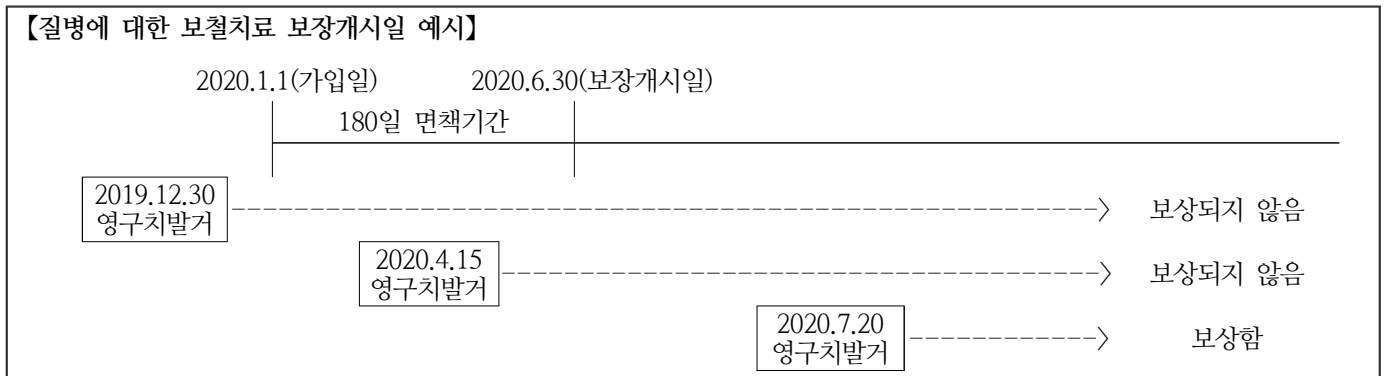 【질병에 대한 보철치료 보장개시일 예시】
2020.1.1(가입일) 2020.6.30(보장개시일)
180일 면책기간
2019.12.30
영구치발거
보상되지 않음
2020.4.15
영구치발거
보상되지 않음
2020.7.20
영구치발거
보상함